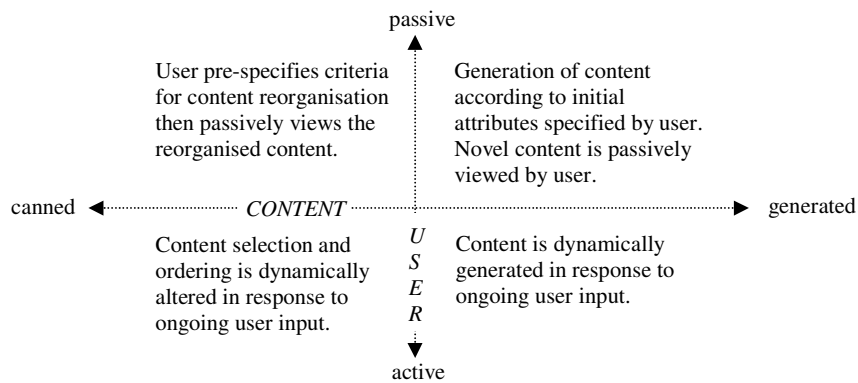 passive
User pre-specifies criteria
for content reorganisation
then passively views the
reorganised content.
Generation of content
according to initial
attributes specified by user.
Novel content is passively
viewed by user.
canned
CONTENT
generated
Content selection and
ordering is dynamically
altered in response to
ongoing user input.
U
S
E
R
Content is dynamically
generated in response to
ongoing user input.
active